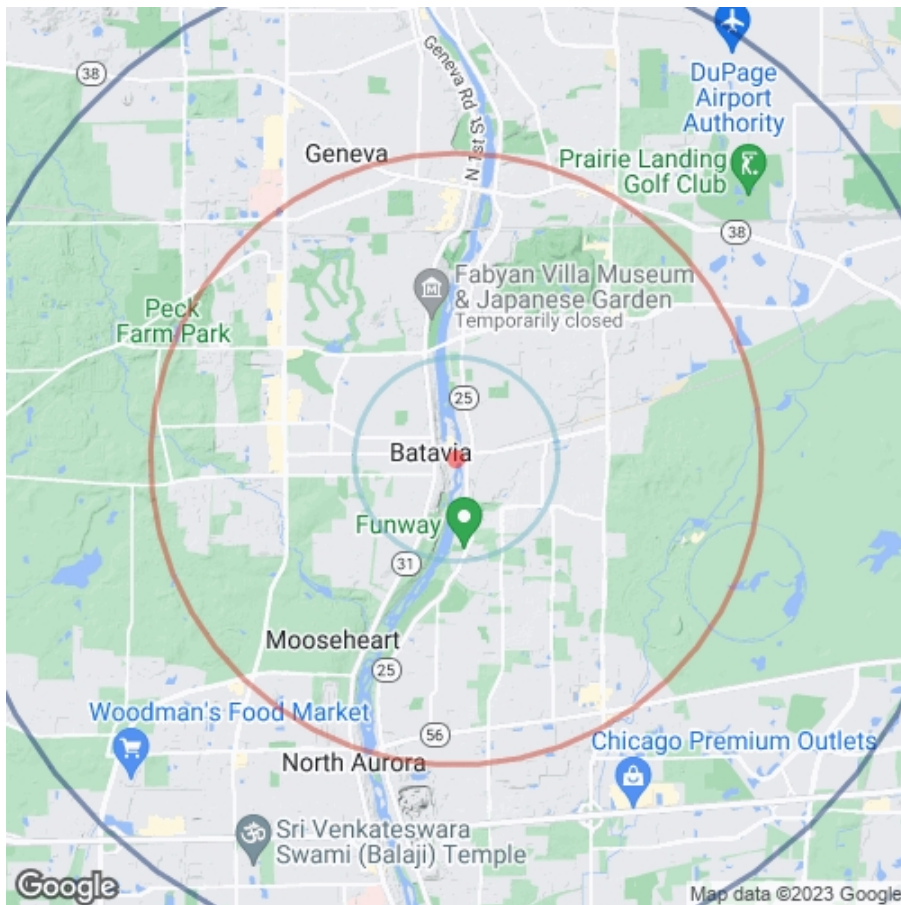 38
Geneva Rd
N 1st St
DuPage
Airport
Authority
Geneva
Prairie Landing
Golf Club
38
Fabyan Villa Museum
& Japanese Garden
Temporarily closed
Peck
Farm Park
25
Batavia
Funway
31
Mooseheart
25
Woodman's Food Market
56
Chicago Premium Outlets
North Aurora
Sri Venkateswara
Swami (Balaji) Temple
Google
Map data ©2023 Google